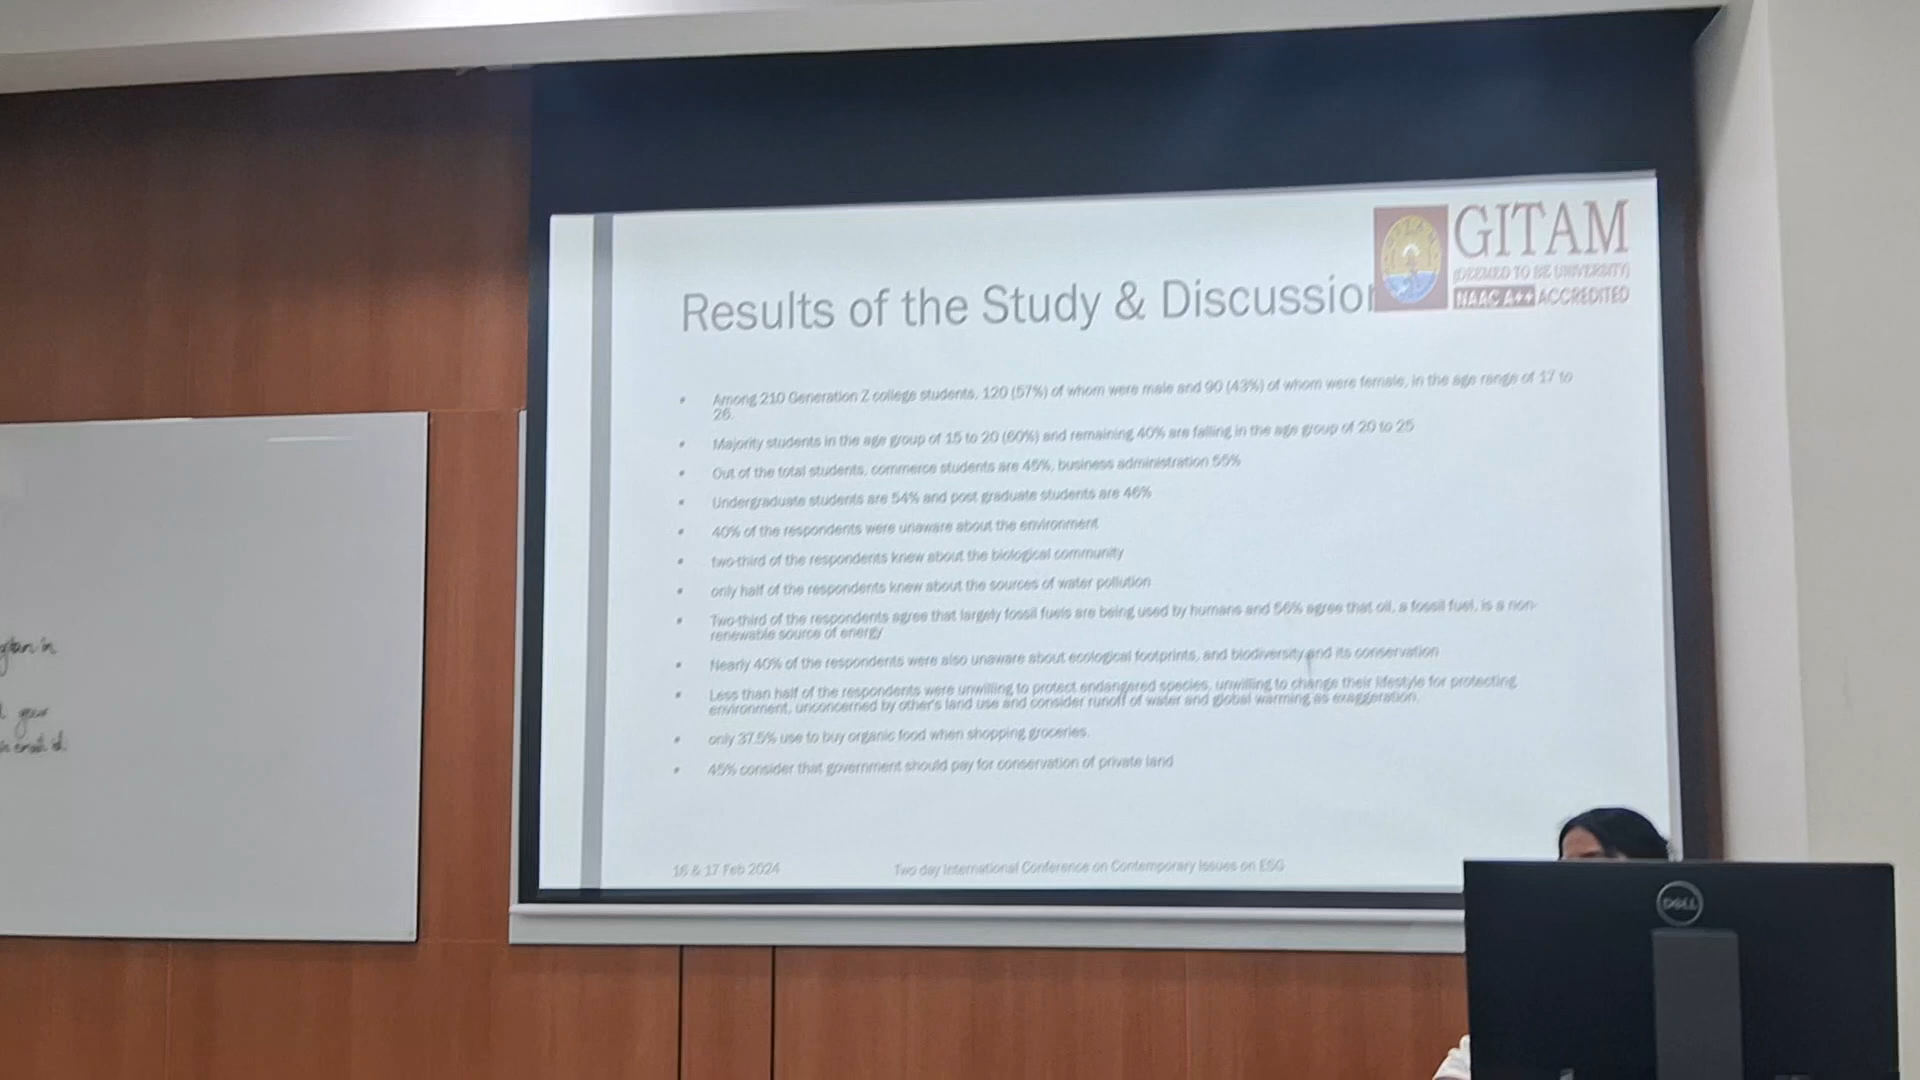 GITAM
(DEEMED TO BE UNIVERSITY)
NAAC A++ ACCREDITED
Results of the Study & Discussion
• Among 210 Generation Z college students, 120 (57%) of whom were male and 90 (43%) of whom were female, in the age range of 17 to
26.
• Majority students in the age group of 15 to 20 (60%) and remaining 40% are falling in the age group of 20 to 25
• Out of the total students, commerce students are 45%, business administration 55%
• Undergraduate students are 54% and post graduate students are 46%
• 40% of the respondents were unaware about the environment
• two-third of the respondents knew about the biological community
• only half of the respondents knew about the sources of water pollution
• Two-third of the respondents agree that largely fossil fuels are being used by humans and 56% agree that oil, a fossil fuel, is a non-
renewable source of energy
• Nearly 40% of the respondents were also unaware about ecological footprints, and biodiversity and its conservation
• Less than half of the respondents were unwilling to protect endangered species, unwilling to change their lifestyle for protecting
environment, unconcerned by other's land use and consider runoff of water and global warming as exaggeration.
• only 37.5% use to buy organic food when shopping groceries.
• 45% consider that government should pay for conservation of private land
16 & 17 Feb 2024
Two day International Conference on Contemporary Issues on ESG
in
your
email id.
DELL